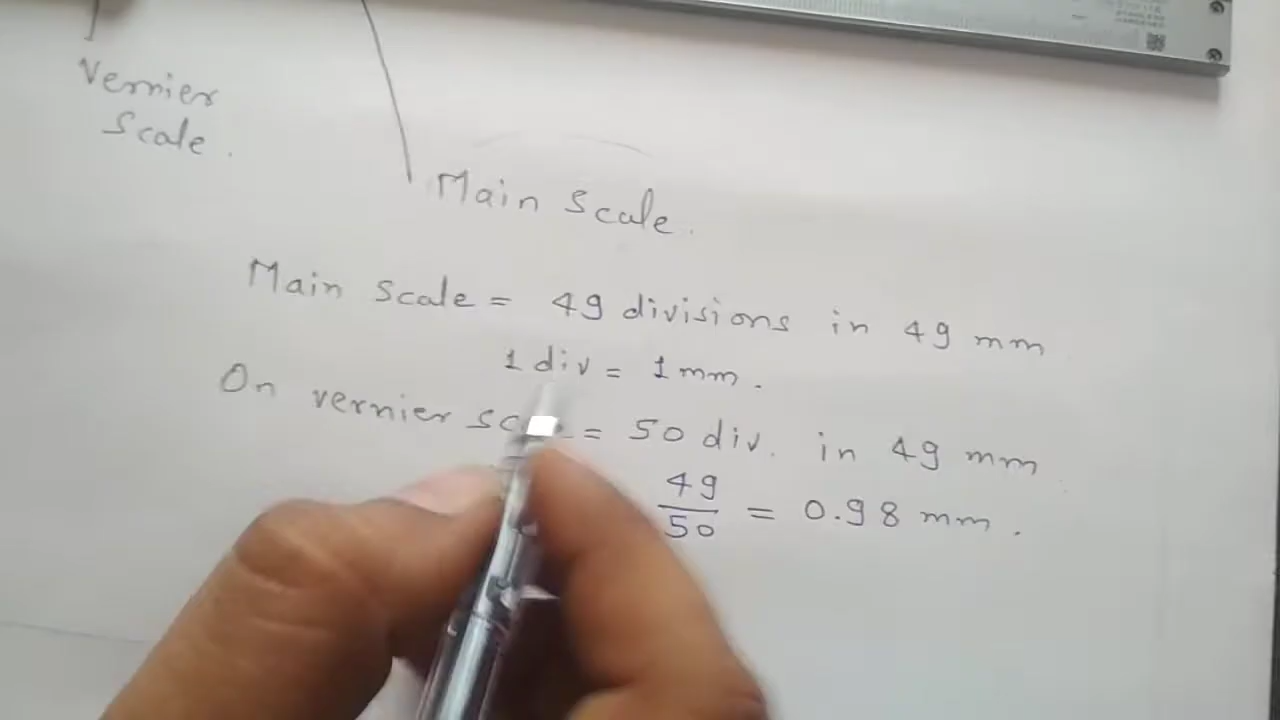 Vernier
Scale.
Main Scale.
Main Scale = 49 divisions in 49 mm
1 div = 1 mm.
On vernier = 50 div. in 49 mm
49
50 = 0.98 mm.